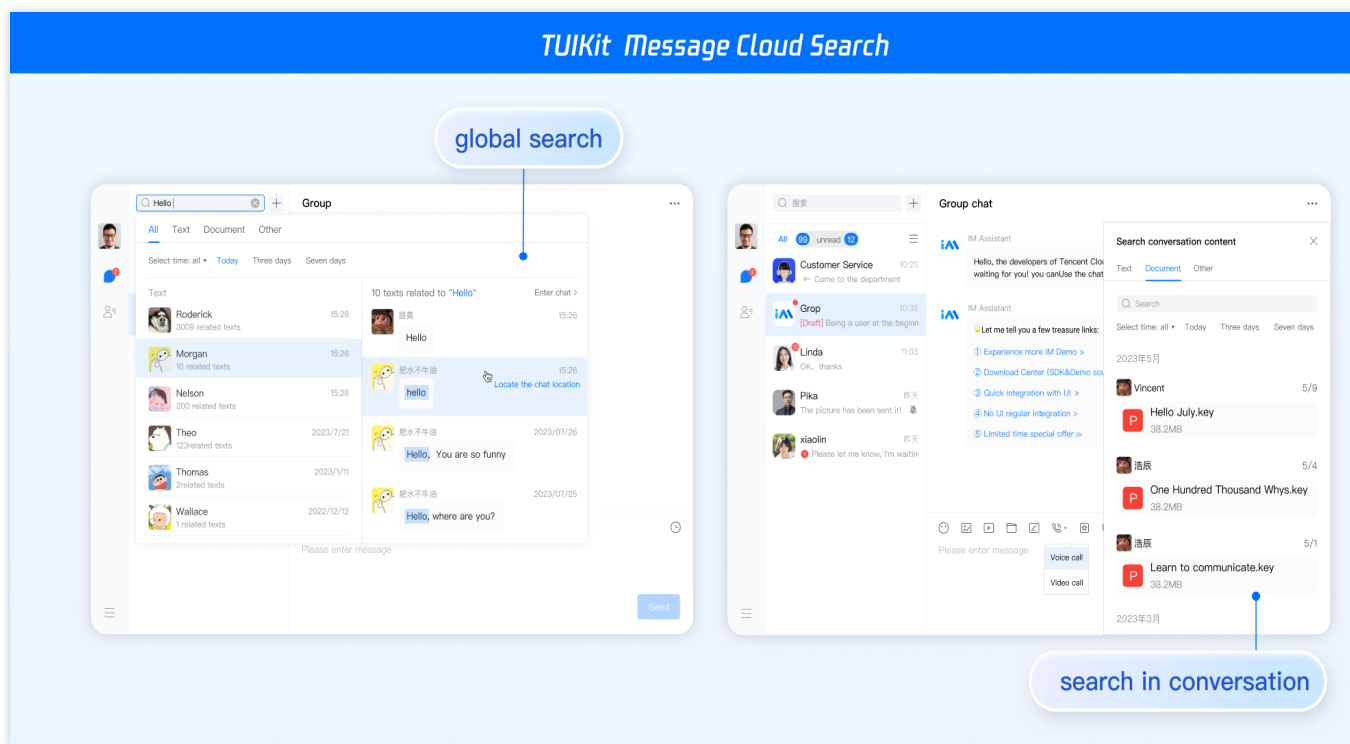 TUIKit Message Cloud Search
global search
Hello
Group
All Text Document Other
Select time: all Today Three days Seven days
Text
Roderick 15:26
3009 related texts
Morgan 15:26
10 related texts
Nelson 15:26
200 related texts
Theo 2023/7/21
123related texts
Thomas 2023/1/11
2related texts
Wallace 2022/12/12
1 related texts
10 texts related to "Hello" Enter chat >
提莫 15:26
Hello
肥水不牛油 15:26
Locate the chat location
hello
肥水不牛油 2023/07/26
Hello, You are so funny
肥水不牛油 2023/07/25
Hello, where are you?
Please enter message
Send
搜索
All 99 unread 12
Customer Service 10:25
Come to the department
Grop 10:32
[Draft] Being a user at the beginn
Linda 11:03
OK, thanks
Pika 昨天
The picture has been sent it!
xiaolin 昨天
Please let me know, I'm waitin
Group chat
IM Assistant
Hello, the developers of Tencent Clou
waiting for you! you canUse the chat
IM Assistant
Let me tell you a few treasure links:
① Experience more IM Demo »
② Download Center (SDK&Demo sou
③ Quick integration with UI »
④ No UI regular integration >
⑤ Limited time special offer »
Please enter message
Voice call
Video call
Search conversation content
Text Document Other
Search
Select time: all Today Three days Seven days
2023年5月
Vincent 5/9
P
Hello July.key
38.2MB
浩辰 5/4
P
One Hundred Thousand Whys.key
38.2MB
浩辰 5/1
P
Learn to communicate.key
38.2MB
2023年3月
search in conversation